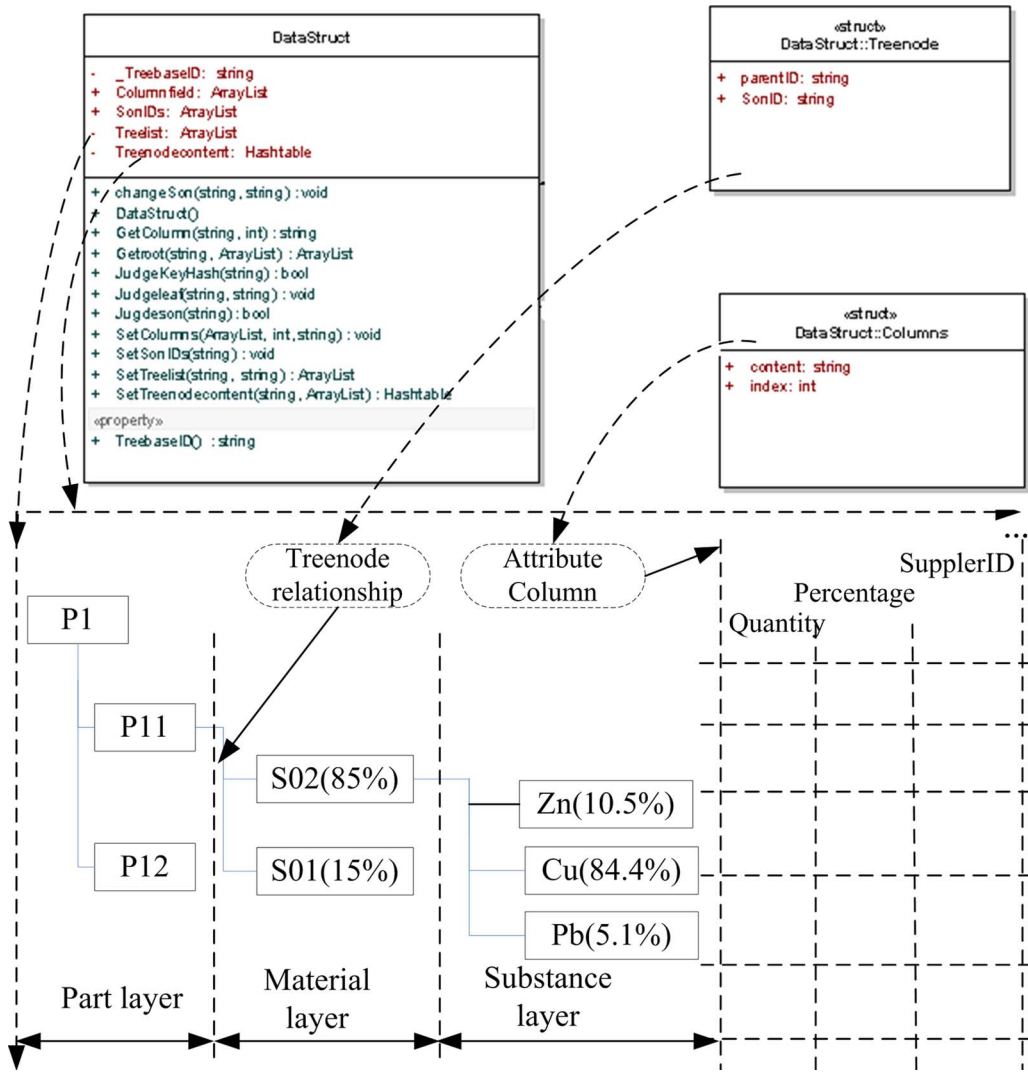 DataStruct
- _TreebaseID: string
+ Columnfield: ArrayList
+ SonIDs: ArrayList
- Treelist: ArrayList
- Treenodecontent: Hashtable
+ changeSon(string, string) : void
+ DataStruct()
+ GetColumn(string, int) : string
+ Getroot(string, ArrayList) : ArrayList
+ JudgeKeyHash(string) : bool
+ Judgeleaf(string, string) : void
+ Jugdeson(string) : bool
+ SetColumns(ArrayList, int, string) : void
+ SetSonIDs(string) : void
+ SetTreelist(string, string) : ArrayList
+ SetTreenodecontent(string, ArrayList) : Hashtable
«property»
+ TreebaseID() : string
«struct»
DataStruct::Treenode
+ parentID: string
+ SonID: string
«struct»
DataStruct::Columns
+ content: string
+ index: int
Treenode
relationship
Attribute
Column
...
SupplerID
Percentage
Quantity
P1
P11
P12
S02(85%)
S01(15%)
Zn(10.5%)
Cu(84.4%)
Pb(5.1%)
Part layer
Material
layer
Substance
layer